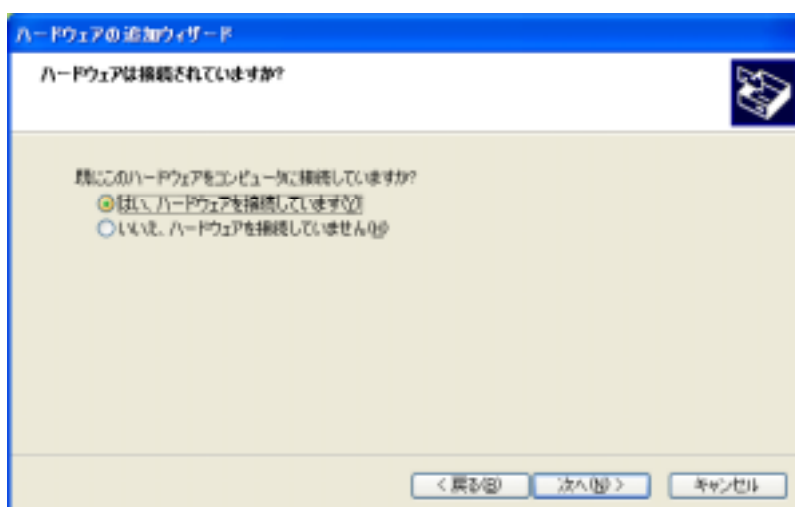 ハードウェアの追加ウィザード
ハードウェアは接続されていますか?
既にこのハードウェアをコンピュータに接続していますか?
はい、ハードウェアを接続しています(Y)
いいえ、ハードウェアを接続していません(N)
< 戻る(B)
次へ(N) >
キャンセル